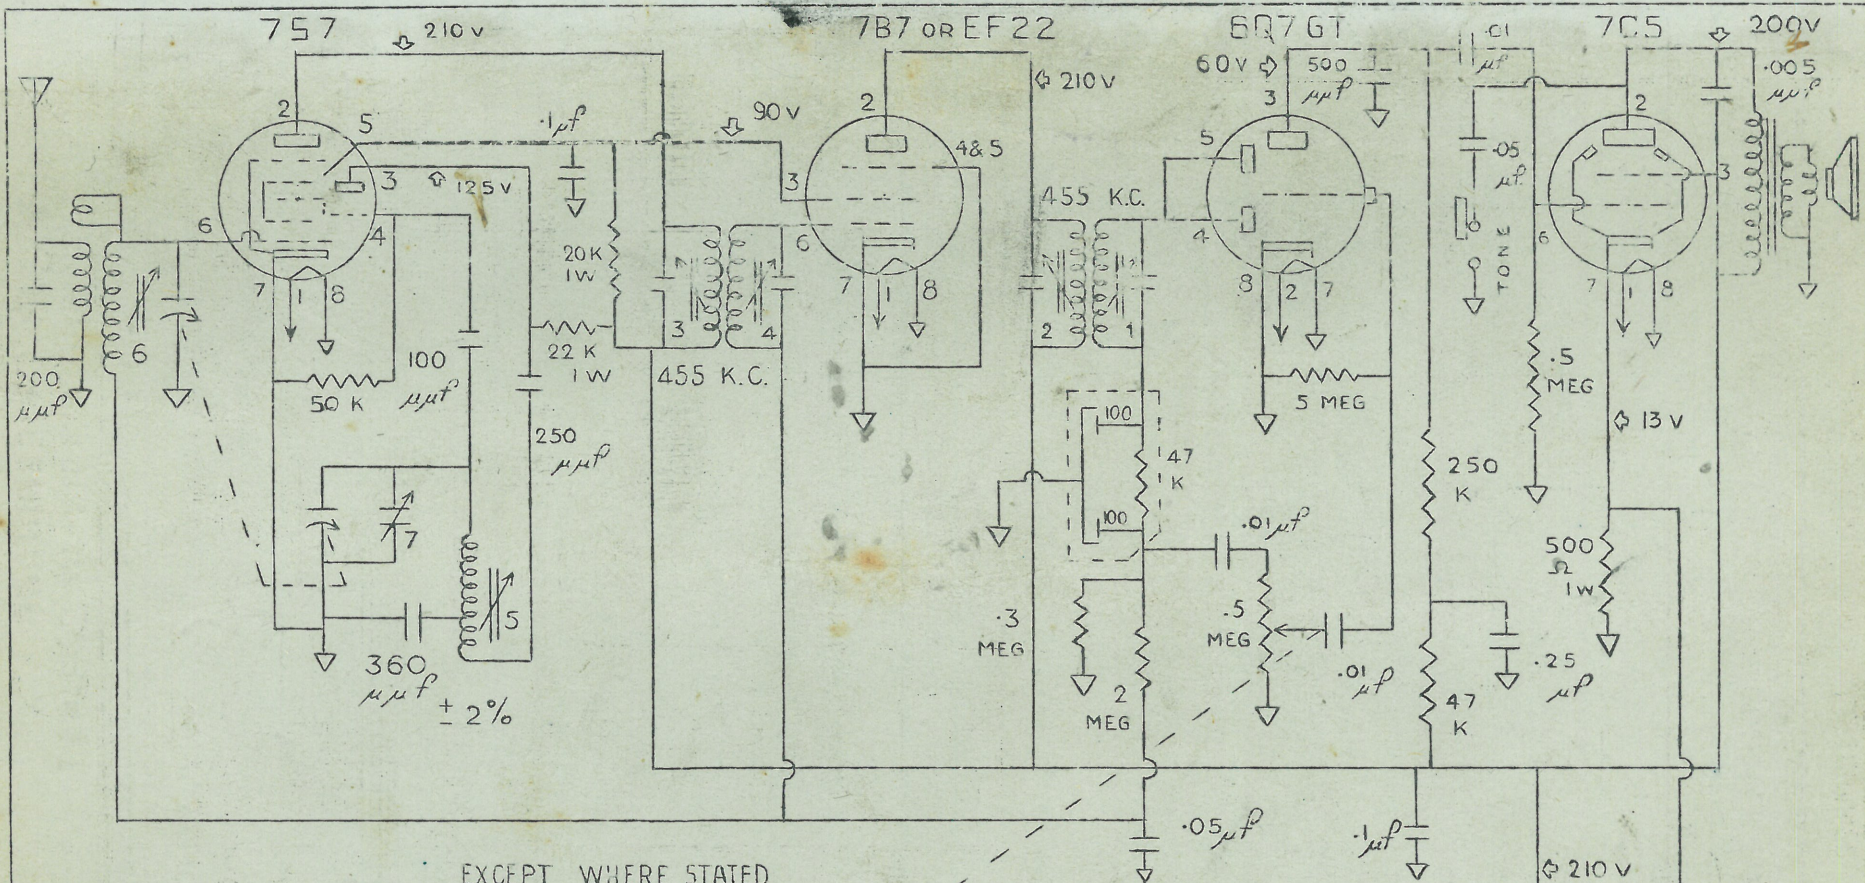 7S7
210 V
7B7 OR EF22
6Q7 GT
7C5
200V
.01 µf
60V
500 µµf
.005 µµf
210 V
90 V
.1µf
2
5
3
4
6
7
1
8
125V
2
4&5
3
6
7
1
8
3
5
4
8
2
7
2
3
6
7
1
8
.05 µf
TONE
455 K.C.
20K
1W
22 K
1W
3
4
455 K.C.
2
1
6
200 µµf
50 K
100 µµf
250 µµf
5 MEG
.5 MEG
13 V
100
47 K
100
250 K
.01µf
7
5
500 Ω
1W
.3 MEG
.5 MEG
.01 µf
.25 µf
360 µµf
± 2%
2 MEG
47 K
.05µf
.1µf
210 V
EXCEPT WHERE STATED